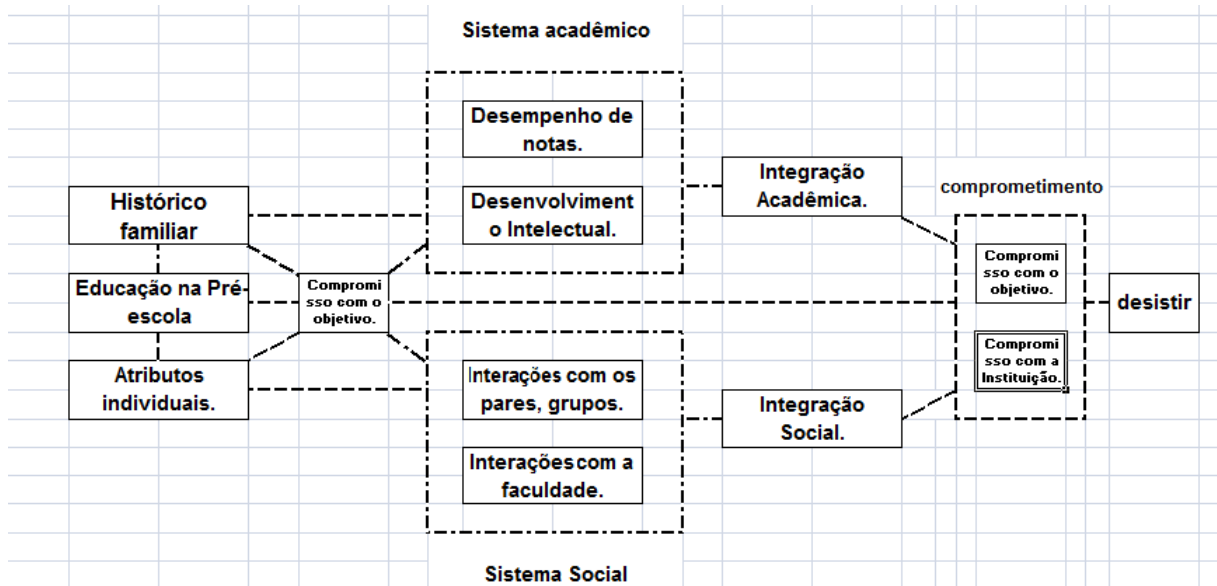 Sistema acadêmico
Desempenho de
notas.
Desenvolviment
o Intelectual.
Histórico
familiar
Educação na Pré-
escola
Atributos
individuais.
Compromi
sso com o
objetivo.
Interações com os
pares, grupos.
Interações com a
faculdade.
Sistema Social
Integração
Acadêmica.
Integração
Social.
comprometimento
Compromi
sso com o
objetivo.
Compromi
sso com a
Instituição.
desistir